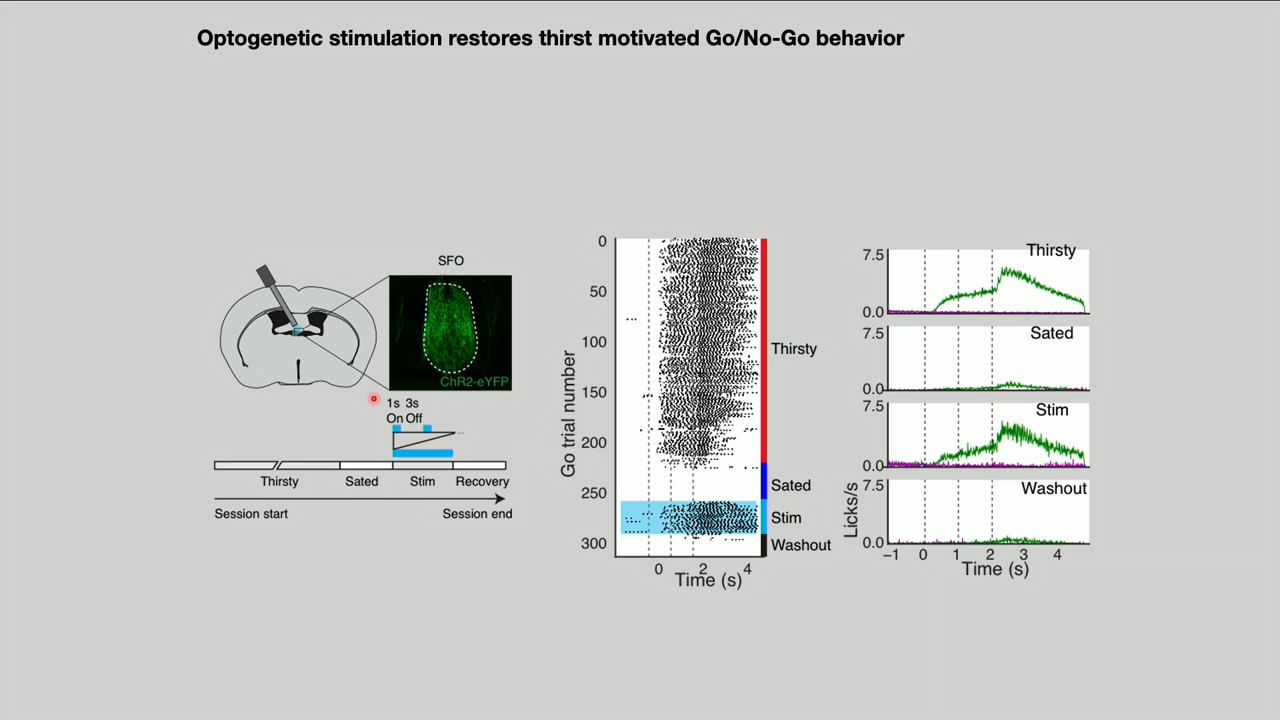 Optogenetic stimulation restores thirst motivated Go/No-Go behavior
SFO
ChR2-eYFP
1s 3s
On Off
...
Thirsty Sated Stim Recovery
Session start Session end
Go trial number
0
50
100
150
200
250
300
Thirsty
Sated
Stim
Washout
0 2 4
Time (s)
Licks/s
7.5
0.0
Thirsty
7.5
0.0
Sated
7.5
0.0
Stim
7.5
0.0
Washout
−1 0 1 2 3 4
Time (s)